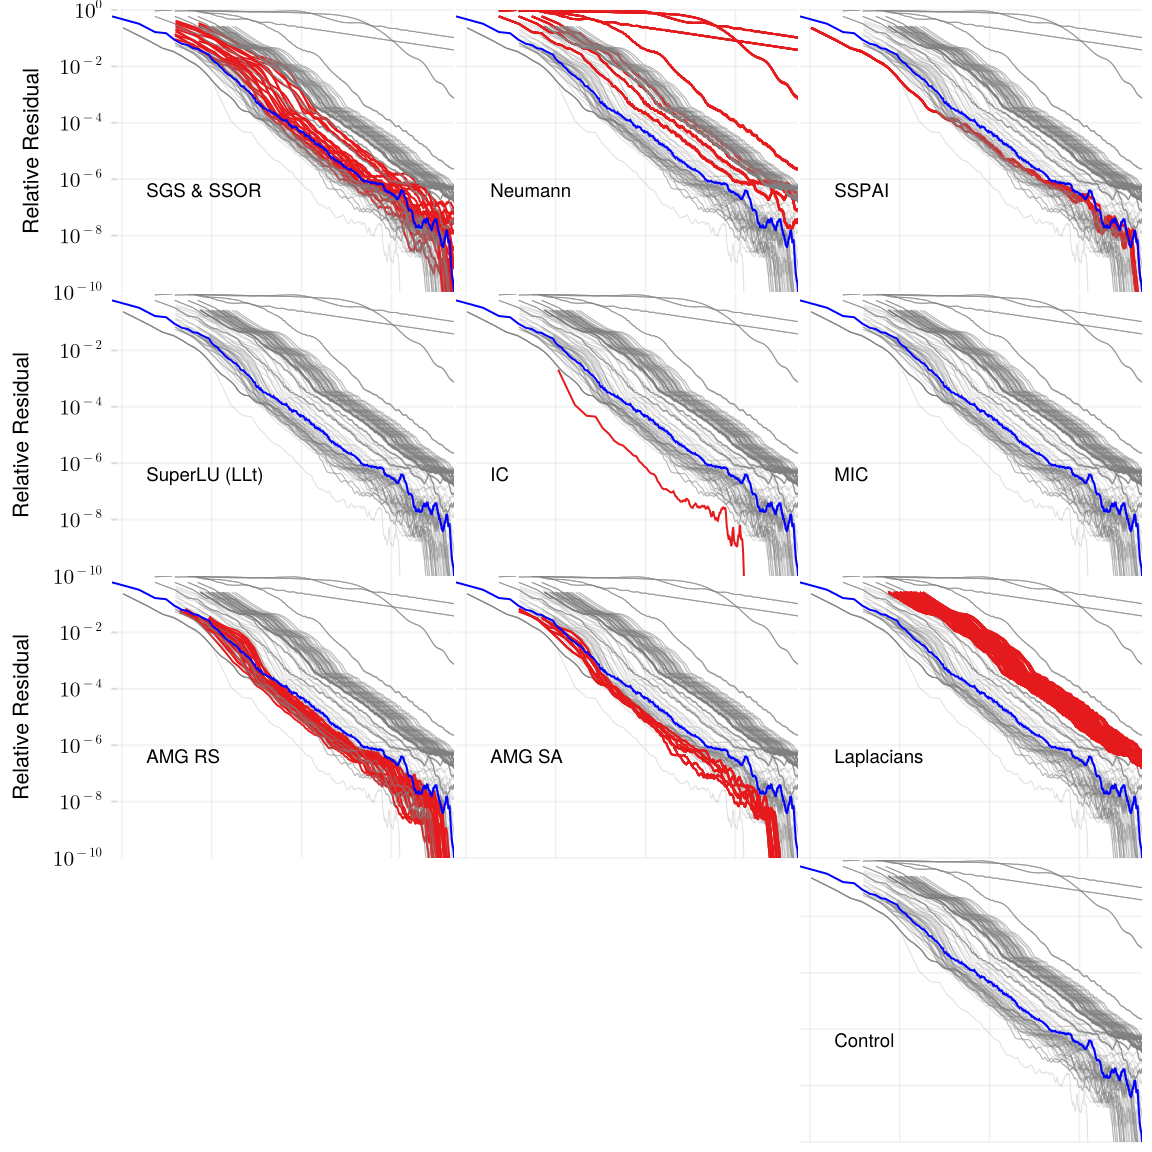 10^0
10^-2
10^-4
10^-6
10^-8
10^-10
Relative Residual
SGS & SSOR
Neumann
SSPAI
10^-2
10^-4
10^-6
10^-8
10^-10
Relative Residual
SuperLU (LLt)
IC
MIC
10^-2
10^-4
10^-6
10^-8
10^-10
Relative Residual
AMG RS
AMG SA
Laplacians
Control